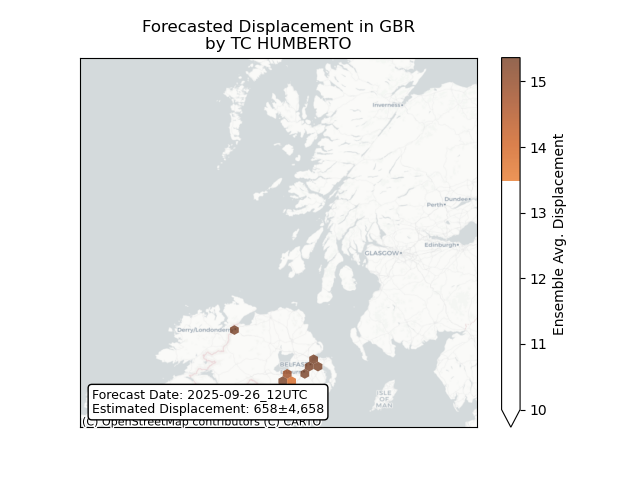 Forecasted Displacement in GBR
by TC HUMBERTO
Inverness
Dundee
Perth
Edinburgh
GLASGOW
Derry/Londonderry
BELFAST
ISLE
OF
MAN
Forecast Date: 2025-09-26_12UTC
Estimated Displacement: 658±4,658
(C) OpenStreetMap contributors (C) CARTO
15
14
13
12
11
10
Ensemble Avg. Displacement